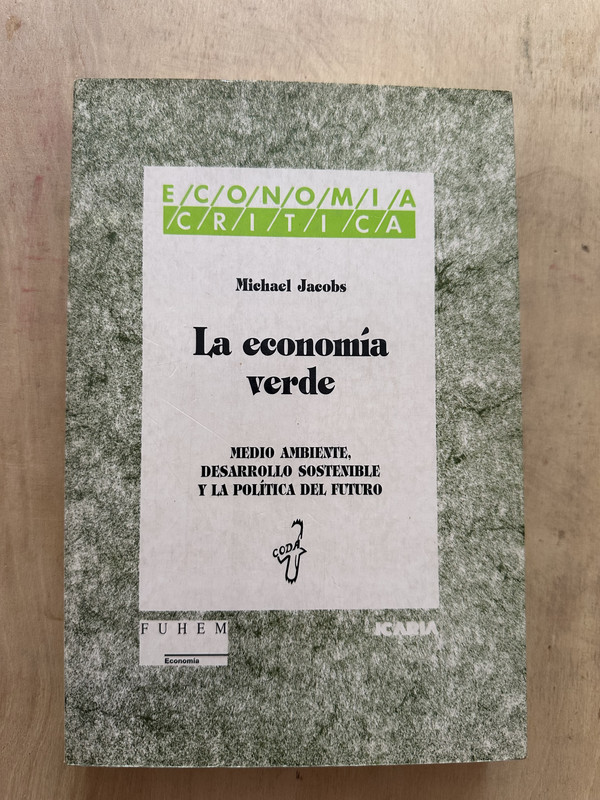 E/C/O/N/O/M/I/A
/C/R/I/T/I/C/A
Michael Jacobs
La economía
verde
MEDIO AMBIENTE,
DESARROLLO SOSTENIBLE
Y LA POLÍTICA DEL FUTURO
CODA
FUHEM
Economía
ICARIA